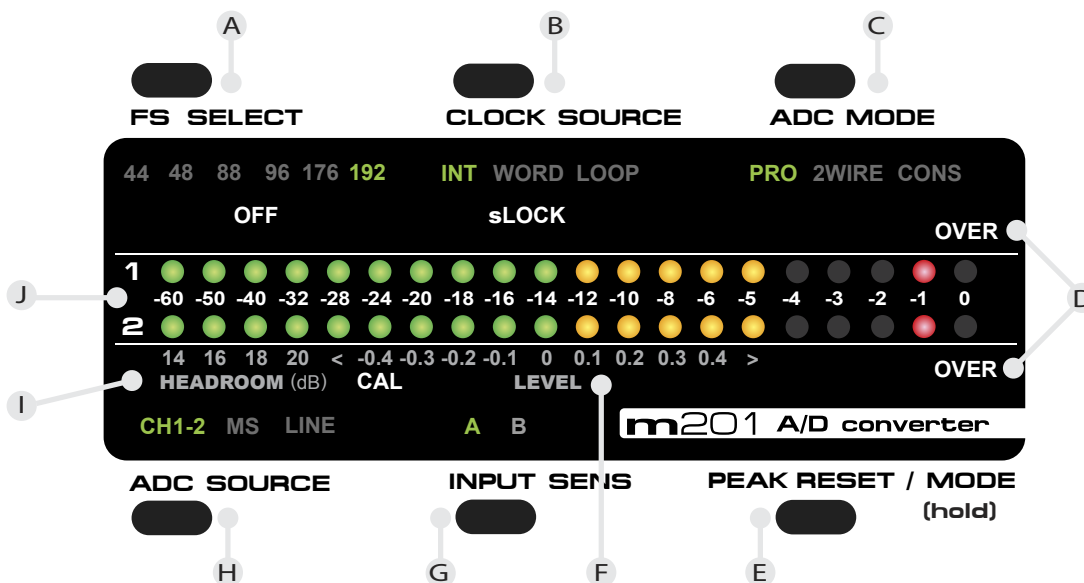 A B C
FS SELECT CLOCK SOURCE ADC MODE
44 48 88 96 176 192 INT WORD LOOP PRO 2WIRE CONS
OFF sLOCK
OVER
D
1
J
-60 -50 -40 -32 -28 -24 -20 -18 -16 -14 -12 -10 -8 -6 -5 -4 -3 -2 -1 0
2
14 16 18 20 < -0.4 -0.3 -0.2 -0.1 0 0.1 0.2 0.3 0.4 >
OVER
HEADROOM (dB) CAL LEVEL
I
CH1-2 MS LINE A B m201 A/D converter
ADC SOURCE INPUT SENS PEAK RESET / MODE
(hold)
H G F E